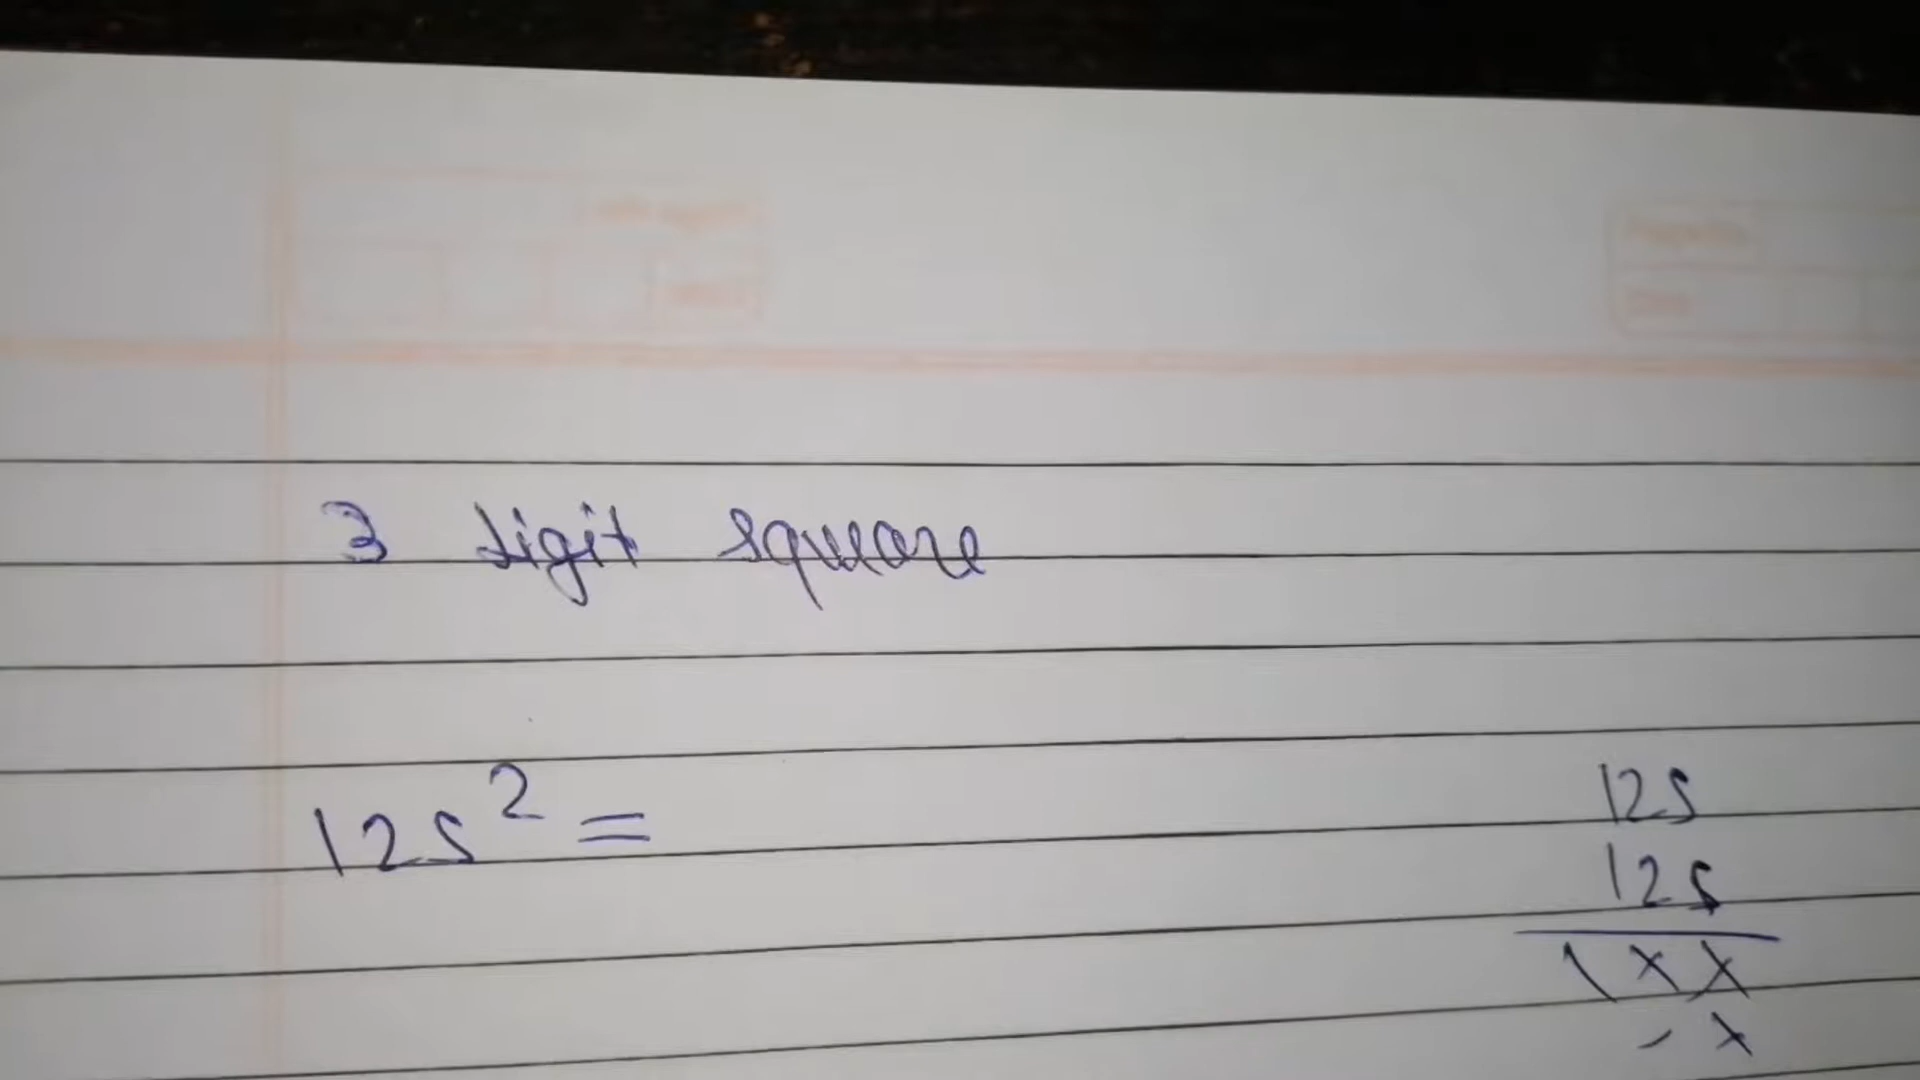 3 digit square
125² =
125
125
\ x x
- x